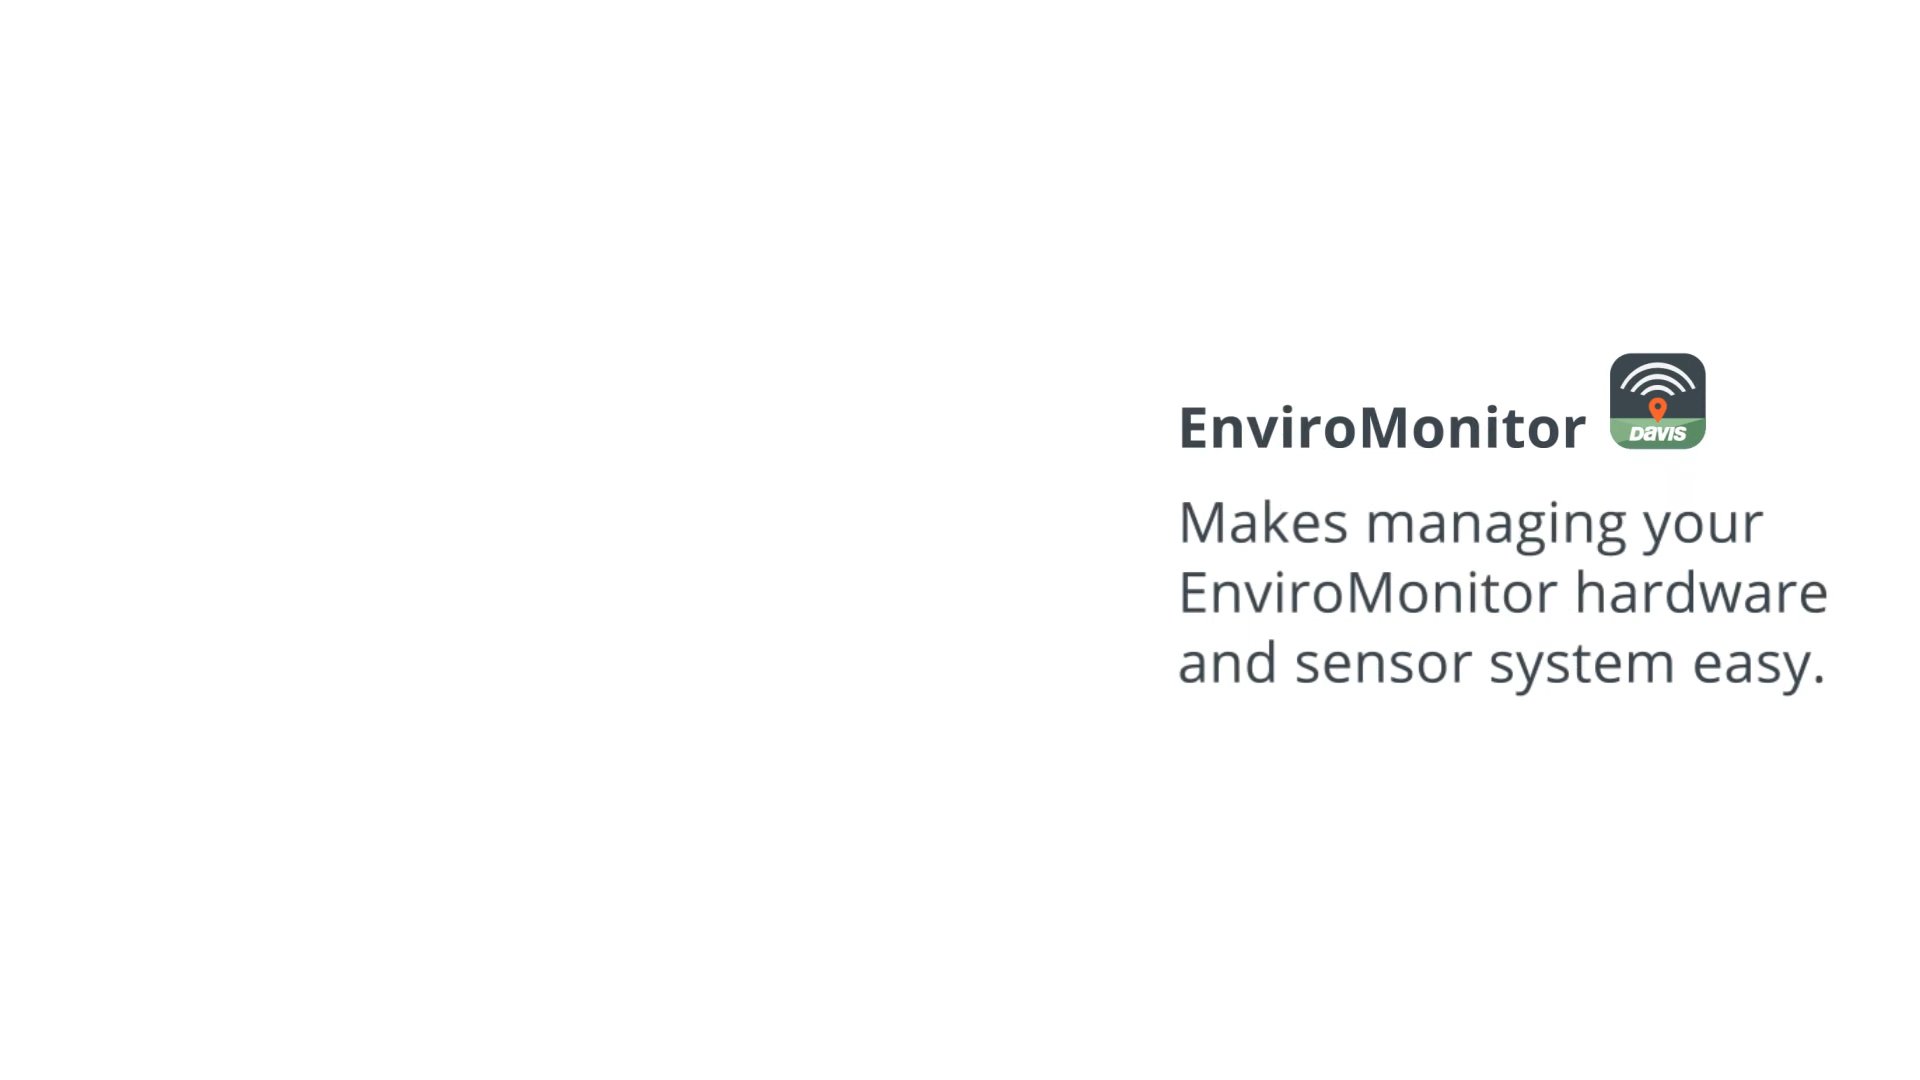 EnviroMonitor
DAVIS
Makes managing your
EnviroMonitor hardware
and sensor system easy.